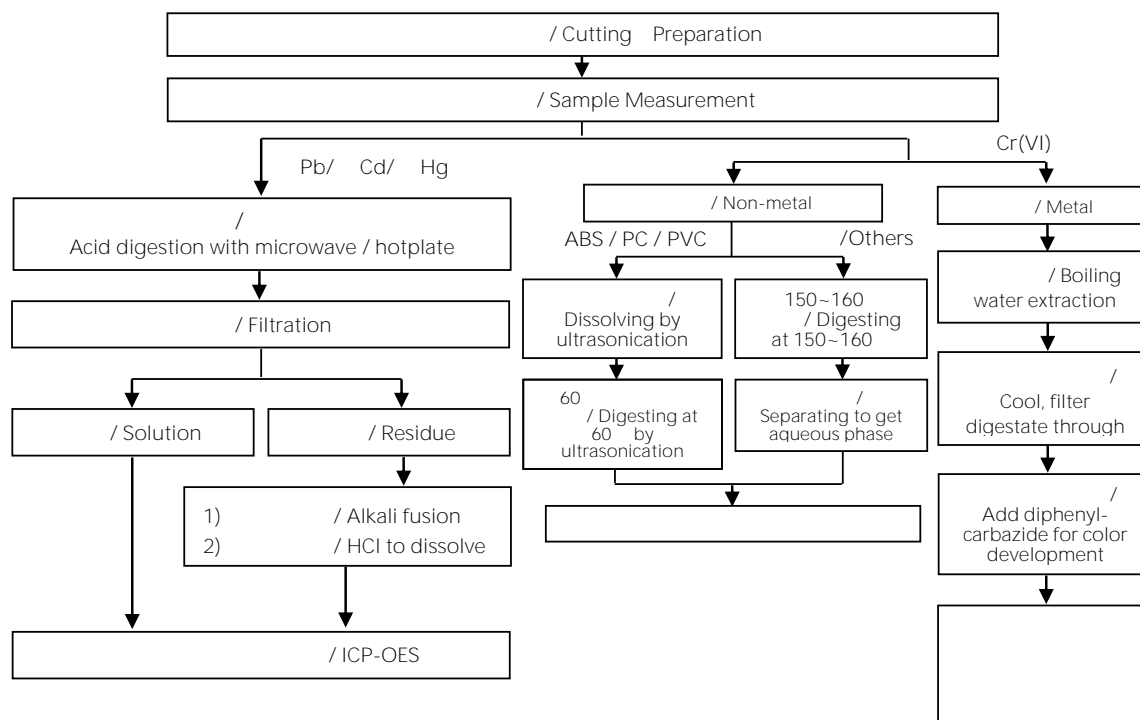 / Cutting Preparation
/ Sample Measurement
Cr(VI)
Pb/ Cd/ Hg
/
Acid digestion with microwave / hotplate
/ Filtration
/ Solution
/ Residue
1) / Alkali fusion
2) / HCl to dissolve
/ ICP-OES
/ Non-metal
ABS / PC / PVC
/Others
/
Dissolving by
ultrasonication
150~160
/ Digesting
at 150~160
60
/ Digesting at
60 by
ultrasonication
/
Separating to get
aqueous phase
/ Metal
/ Boiling
water extraction
/
Cool, filter
digestate through
/
Add diphenyl-
carbazide for color
development